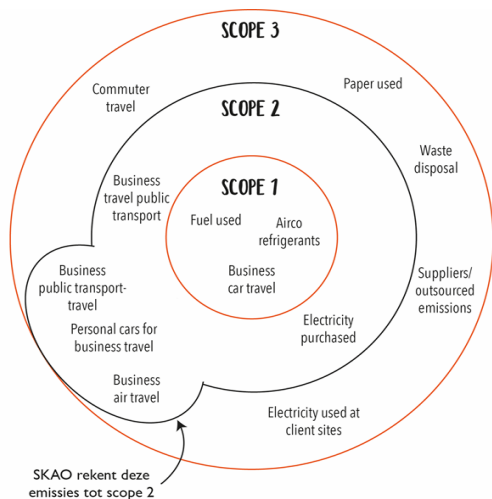 SCOPE 3
Commuter
travel
Paper used
SCOPE 2
Waste
disposal
Business
travel public
transport
SCOPE 1
Fuel used
Airco
refrigerants
Business
car travel
Business
public transport-
travel
Suppliers/
outsourced
emissions
Personal cars for
business travel
Electricity
purchased
Business
air travel
Electricity used at
client sites
SKAO rekent deze
emissies tot scope 2